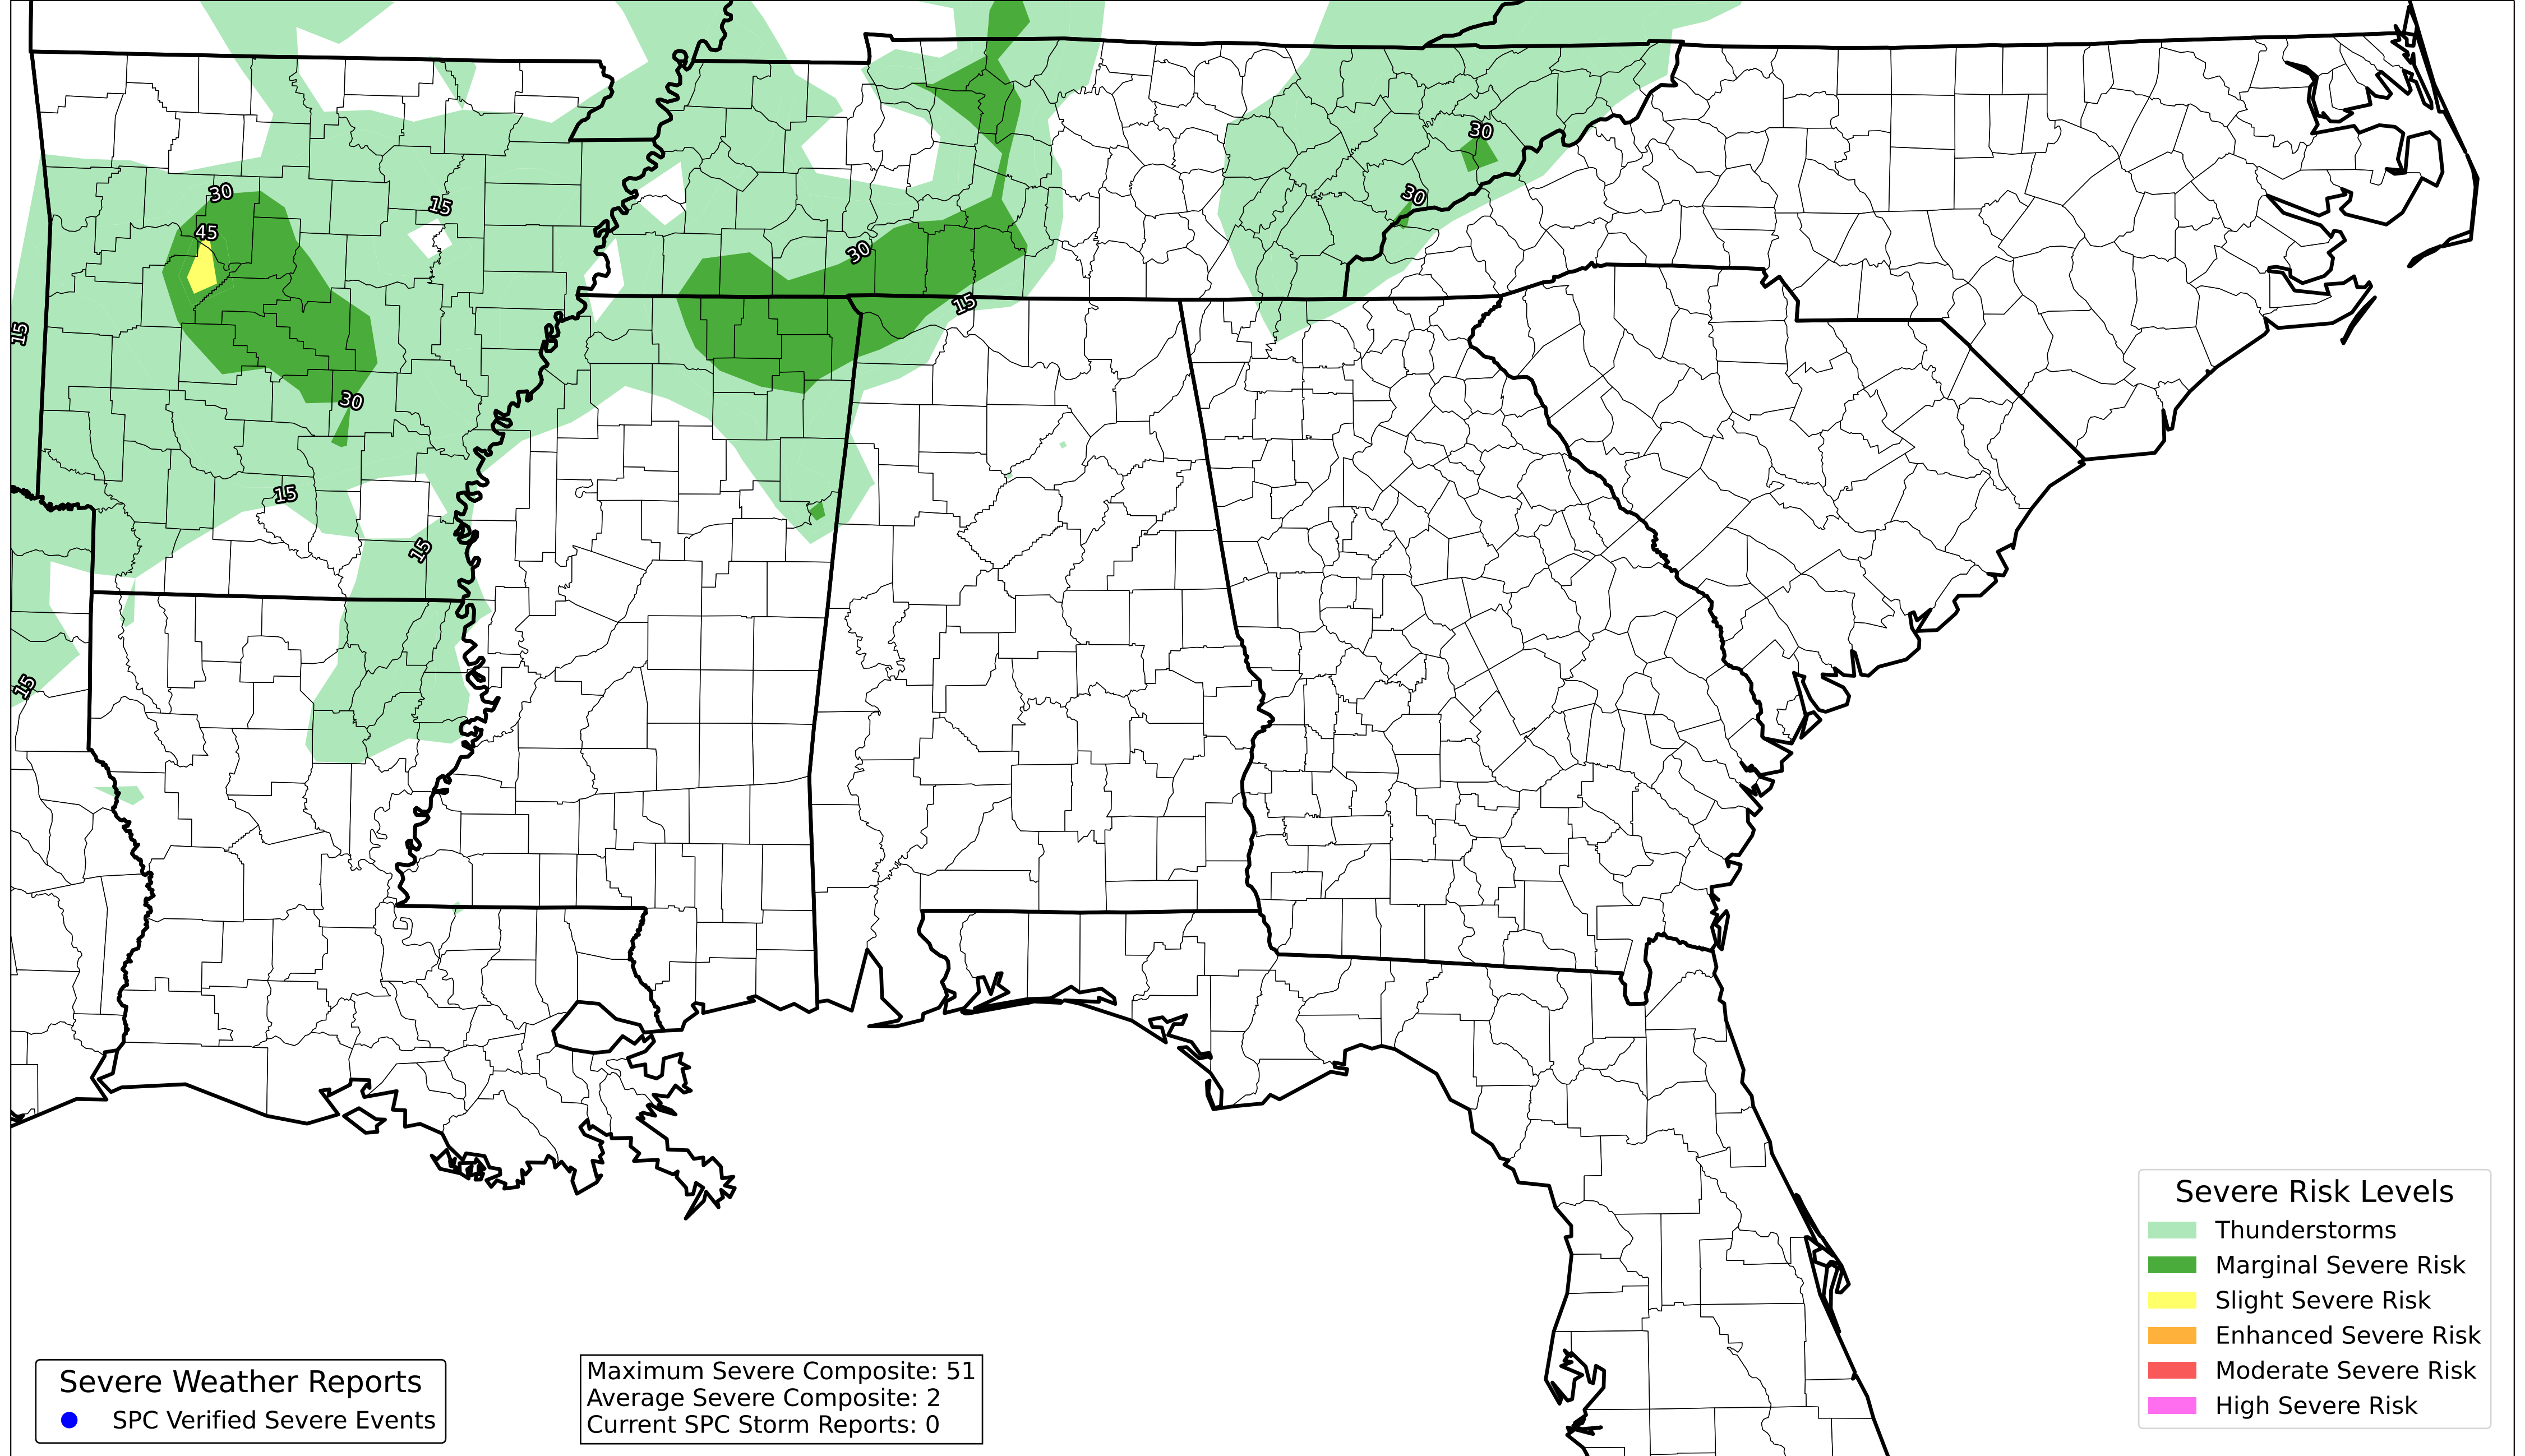 30
30
30
15
45
30
15
15
30
15
15
15
Severe Risk Levels
Thunderstorms
Marginal Severe Risk
Slight Severe Risk
Enhanced Severe Risk
Moderate Severe Risk
High Severe Risk
Severe Weather Reports
SPC Verified Severe Events
Maximum Severe Composite: 51
Average Severe Composite: 2
Current SPC Storm Reports: 0